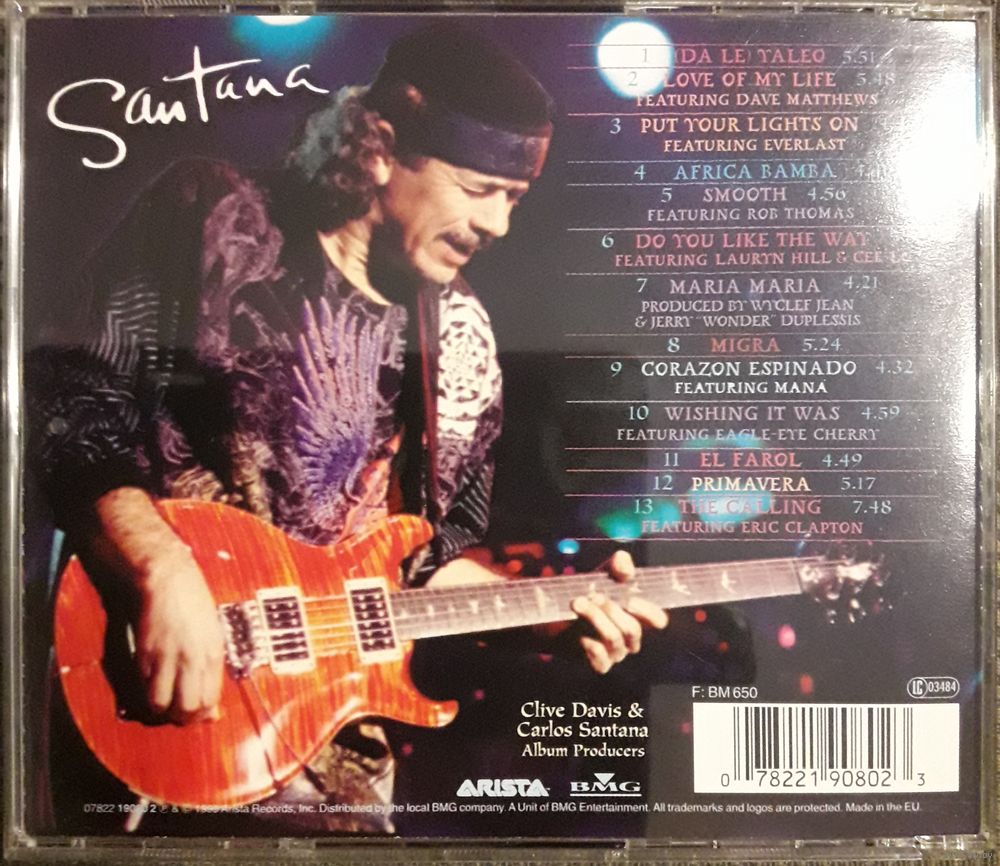 Santana
1 (DA LE) YALEO 5.51
2 LOVE OF MY LIFE 5.48
FEATURING DAVE MATTHEWS
3 PUT YOUR LIGHTS ON
FEATURING EVERLAST
4 AFRICA BAMBA
5 SMOOTH 4.56
FEATURING ROB THOMAS
6 DO YOU LIKE THE WAY
FEATURING LAURYN HILL & CEE-LO
7 MARIA MARIA 4.21
PRODUCED BY WYCLEF JEAN
& JERRY "WONDER" DUPLESSIS
8 MIGRA 5.24
9 CORAZON ESPINADO 4.32
FEATURING MANA
10 WISHING IT WAS 4.59
FEATURING EAGLE-EYE CHERRY
11 EL FAROL 4.49
12 PRIMAVERA 5.17
13 THE CALLING 7.48
FEATURING ERIC CLAPTON
F: BM 650
LC 03484
Clive Davis &
Carlos Santana
Album Producers
ARISTA BMG
0 78221 90802 3
07822 19080 2 ℗ & © 1999 Arista Records, Inc. Distributed by the local BMG company. A Unit of BMG Entertainment. All trademarks and logos are protected. Made in the EU.